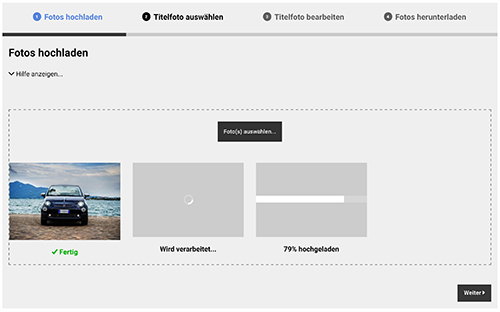 1 Fotos hochladen
2 Titelfoto auswählen
3 Titelfoto bearbeiten
4 Fotos herunterladen
Fotos hochladen
Hilfe anzeigen...
Foto(s) auswählen...
Fertig
Wird verarbeitet...
79% hochgeladen
Weiter